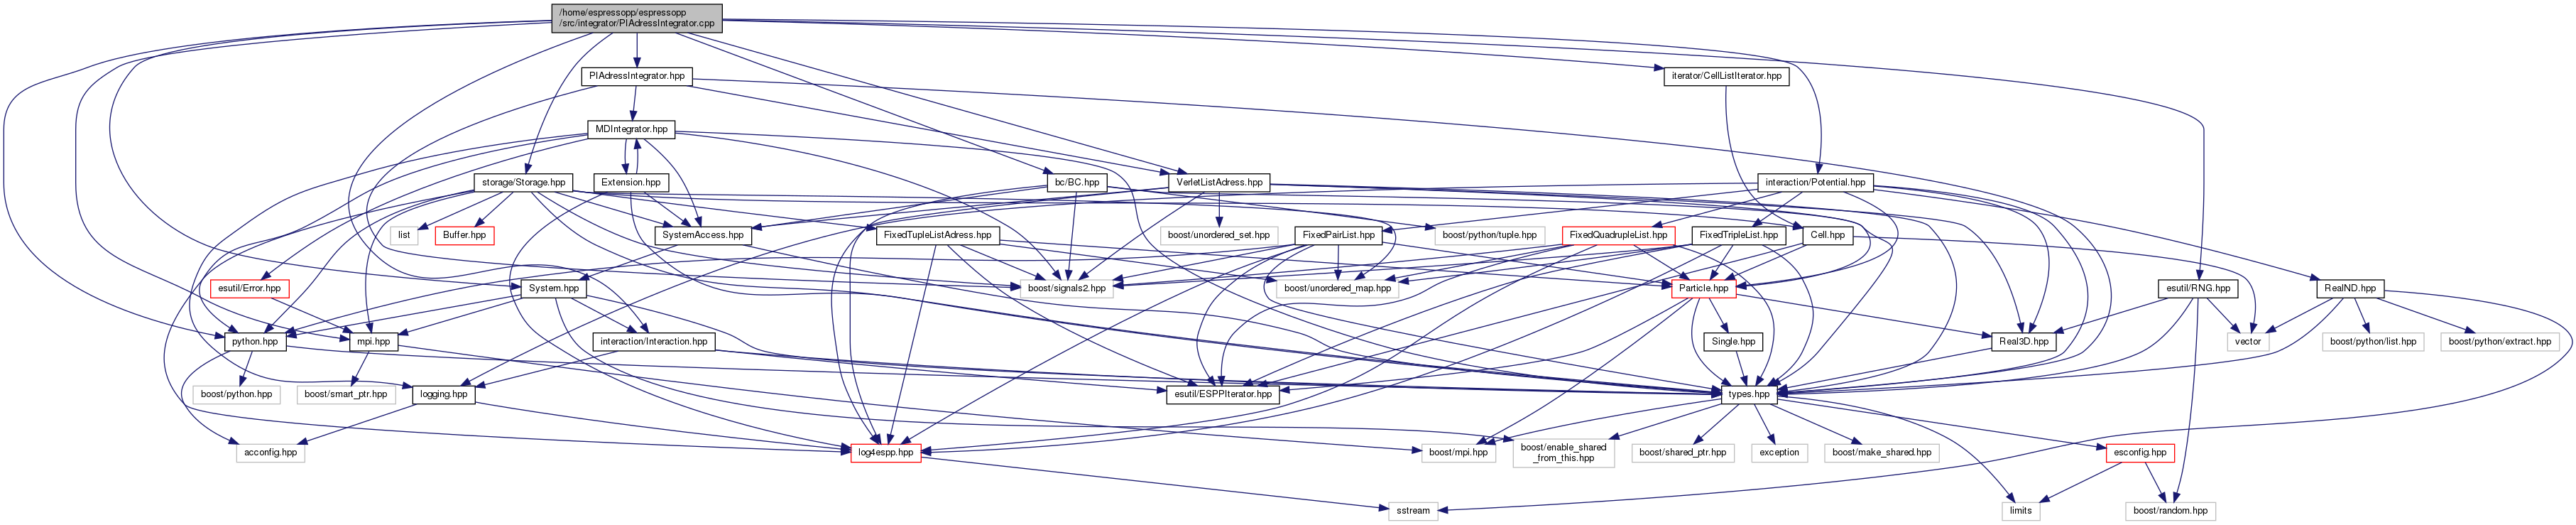 /home/espressopp/espressopp
/src/integrator/PIAdressIntegrator.cpp
PIAdressIntegrator.hpp
iterator/CellListIterator.hpp
MDIntegrator.hpp
storage/Storage.hpp
Extension.hpp
bc/BC.hpp
VerletListAdress.hpp
interaction/Potential.hpp
list
Buffer.hpp
SystemAccess.hpp
FixedTupleListAdress.hpp
boost/unordered_set.hpp
FixedPairList.hpp
boost/python/tuple.hpp
FixedQuadrupleList.hpp
FixedTripleList.hpp
Cell.hpp
esutil/Error.hpp
System.hpp
boost/signals2.hpp
boost/unordered_map.hpp
Particle.hpp
esutil/RNG.hpp
RealND.hpp
python.hpp
mpi.hpp
interaction/Interaction.hpp
Single.hpp
Real3D.hpp
vector
boost/python/list.hpp
boost/python/extract.hpp
boost/python.hpp
boost/smart_ptr.hpp
logging.hpp
esutil/ESPPIterator.hpp
types.hpp
acconfig.hpp
log4espp.hpp
boost/mpi.hpp
boost/enable_shared
_from_this.hpp
boost/shared_ptr.hpp
exception
boost/make_shared.hpp
esconfig.hpp
sstream
limits
boost/random.hpp